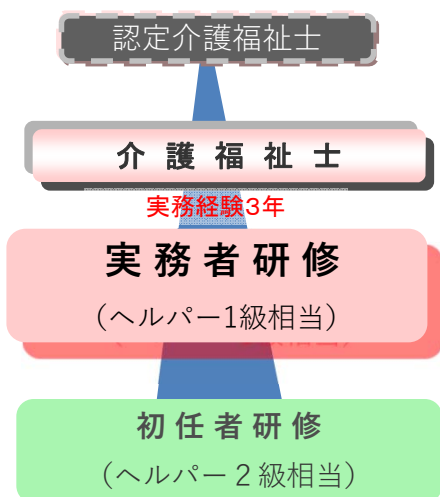 認定介護福祉士
介護福祉士
実務経験3年
実務者研修
（ヘルパー1級相当）
初任者研修
（ヘルパー２級相当）